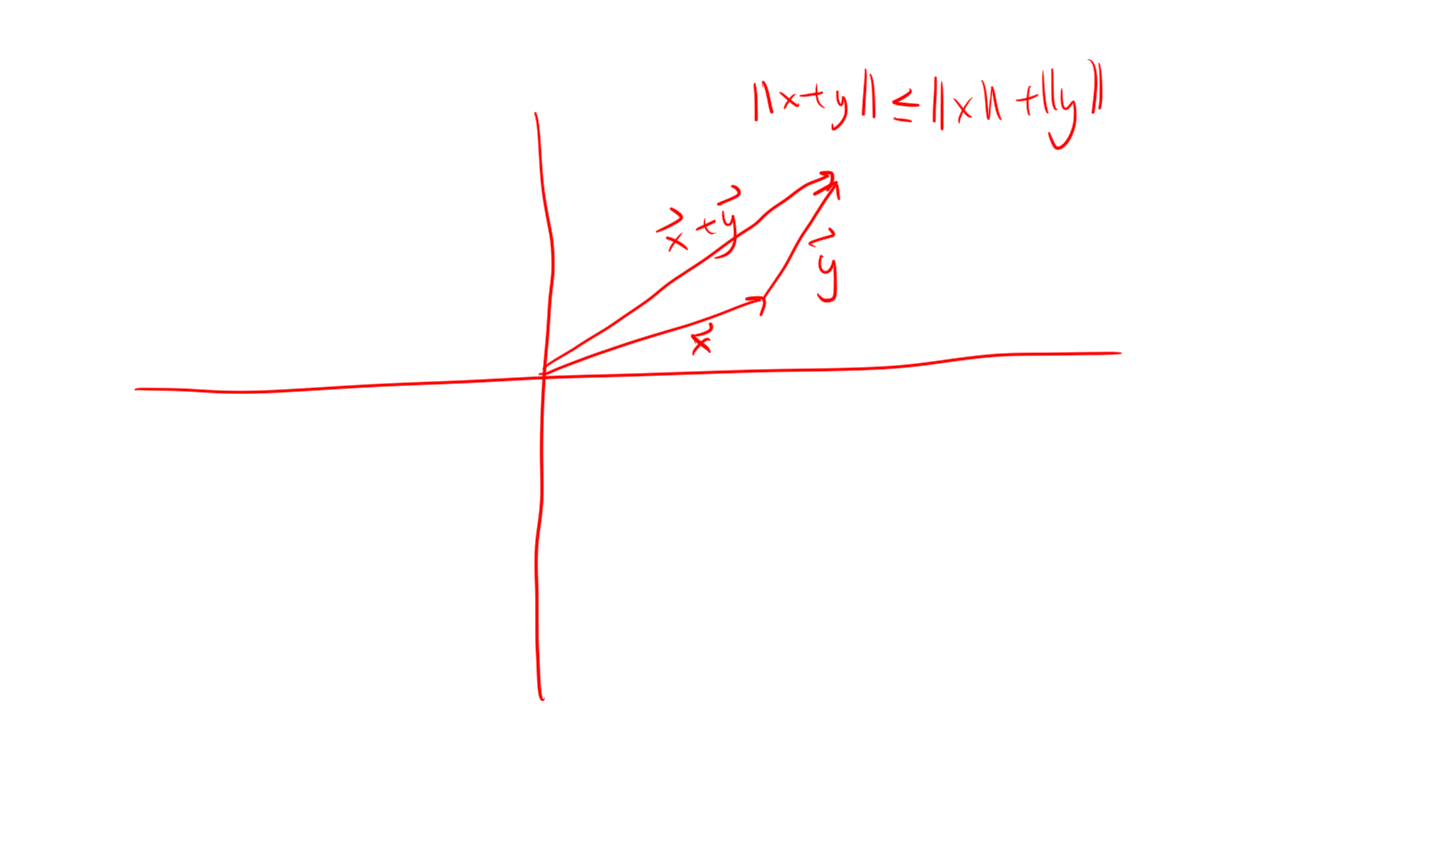 ||x+y|| ≤ ||x|| + ||y||
x⃗ + y⃗
y⃗
x⃗